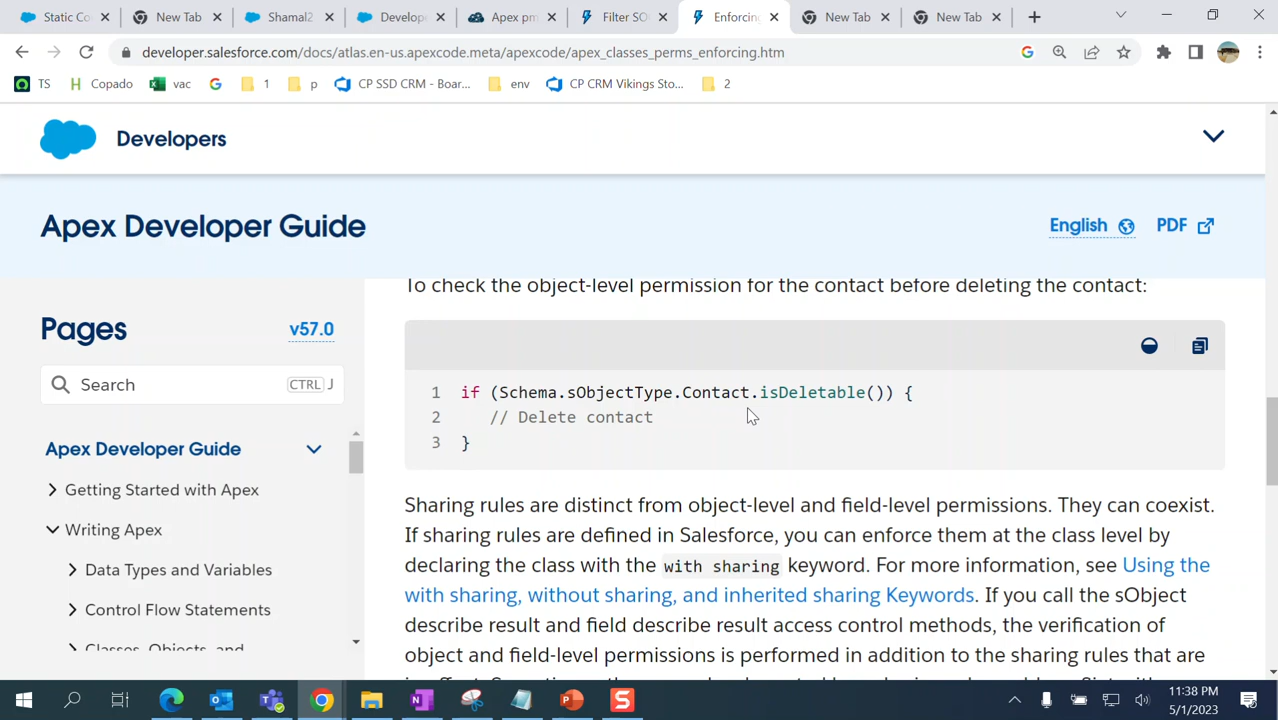 Static Co
New Tab
Shamal2
Develop
Apex pm
Filter SO
Enforcing
New Tab
New Tab
developer.salesforce.com/docs/atlas.en-us.apexcode.meta/apexcode/apex_classes_perms_enforcing.htm
TS
Copado
vac
1
p
CP SSD CRM - Boar...
env
CP CRM Vikings Sto...
2
Developers
Apex Developer Guide
English
PDF
Pages
v57.0
Search
CTRL J
Apex Developer Guide
Getting Started with Apex
Writing Apex
Data Types and Variables
Control Flow Statements
Classes, Objects, and
To check the object-level permission for the contact before deleting the contact:
1 if (Schema.sObjectType.Contact.isDeletable()) {
2 // Delete contact
3 }
Sharing rules are distinct from object-level and field-level permissions. They can coexist.
If sharing rules are defined in Salesforce, you can enforce them at the class level by
declaring the class with the with sharing keyword. For more information, see Using the
with sharing, without sharing, and inherited sharing Keywords. If you call the sObject
describe result and field describe result access control methods, the verification of
object and field-level permissions is performed in addition to the sharing rules that are
11:38 PM
5/1/2023